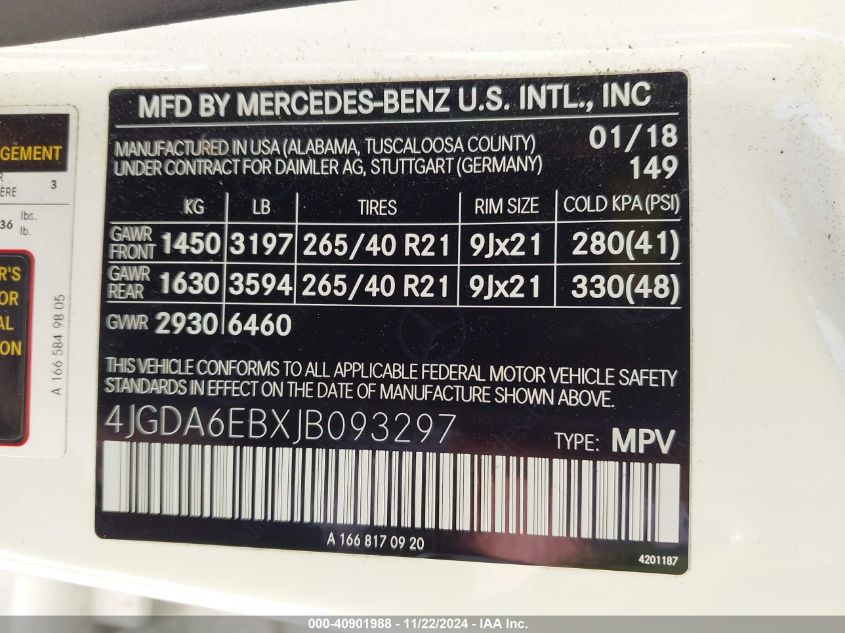 GEMENT
3
ÈRE
36 lbs.
lb.
R'S
OR
AL
ON
A 166 584 98 05
MFD BY MERCEDES-BENZ U.S. INTL., INC
MANUFACTURED IN USA (ALABAMA, TUSCALOOSA COUNTY) 01/18
UNDER CONTRACT FOR DAIMLER AG, STUTTGART (GERMANY) 149
KG LB TIRES RIM SIZE COLD KPA (PSI)
GAWR FRONT 1450 3197 265/40 R21 9Jx21 280(41)
GAWR REAR 1630 3594 265/40 R21 9Jx21 330(48)
GVWR 2930 6460
THIS VEHICLE CONFORMS TO ALL APPLICABLE FEDERAL MOTOR VEHICLE SAFETY
STANDARDS IN EFFECT ON THE DATE OF MANUFACTURE SHOWN ABOVE.
4JGDA6EBXJB093297 TYPE: MPV
A 166 817 09 20
4201187
000-40901988 - 11/22/2024 - IAA Inc.